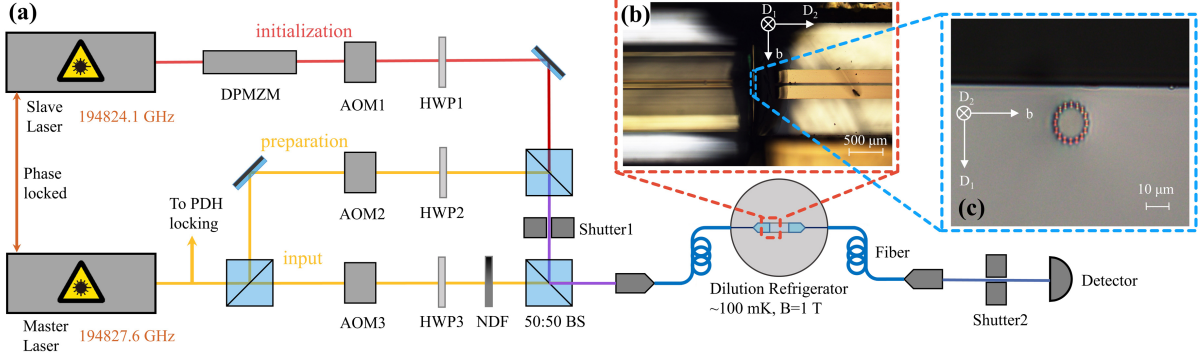 (a)
initialization
DPMZM
AOM1
HWP1
Slave
Laser
194824.1 GHz
Phase
locked
preparation
AOM2
HWP2
To PDH
locking
Shutter1
input
AOM3
HWP3
NDF
50:50 BS
Master
Laser
194827.6 GHz
Fiber
Dilution Refrigerator
~100 mK, B=1 T
Shutter2
Detector
(b)
D1
D2
b
500 μm
D2
b
D1
10 μm
(c)